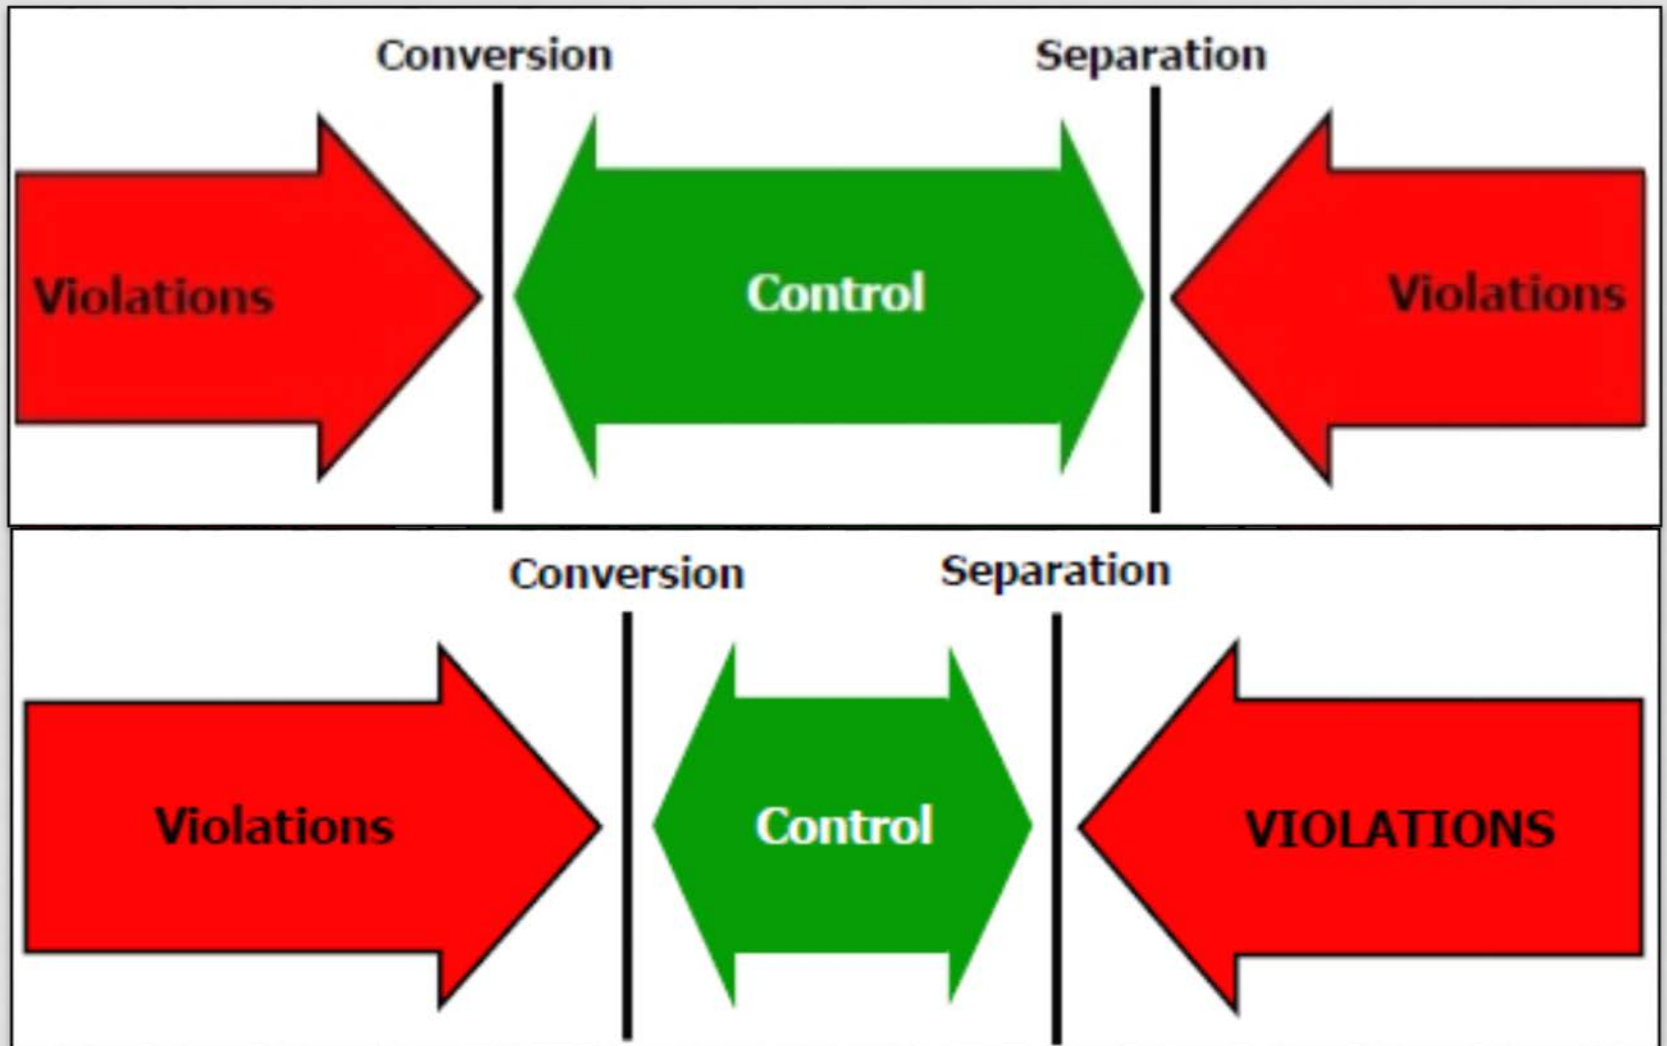 Conversion
Separation
Violations
Control
Violations
Conversion
Separation
Violations
Control
VIOLATIONS